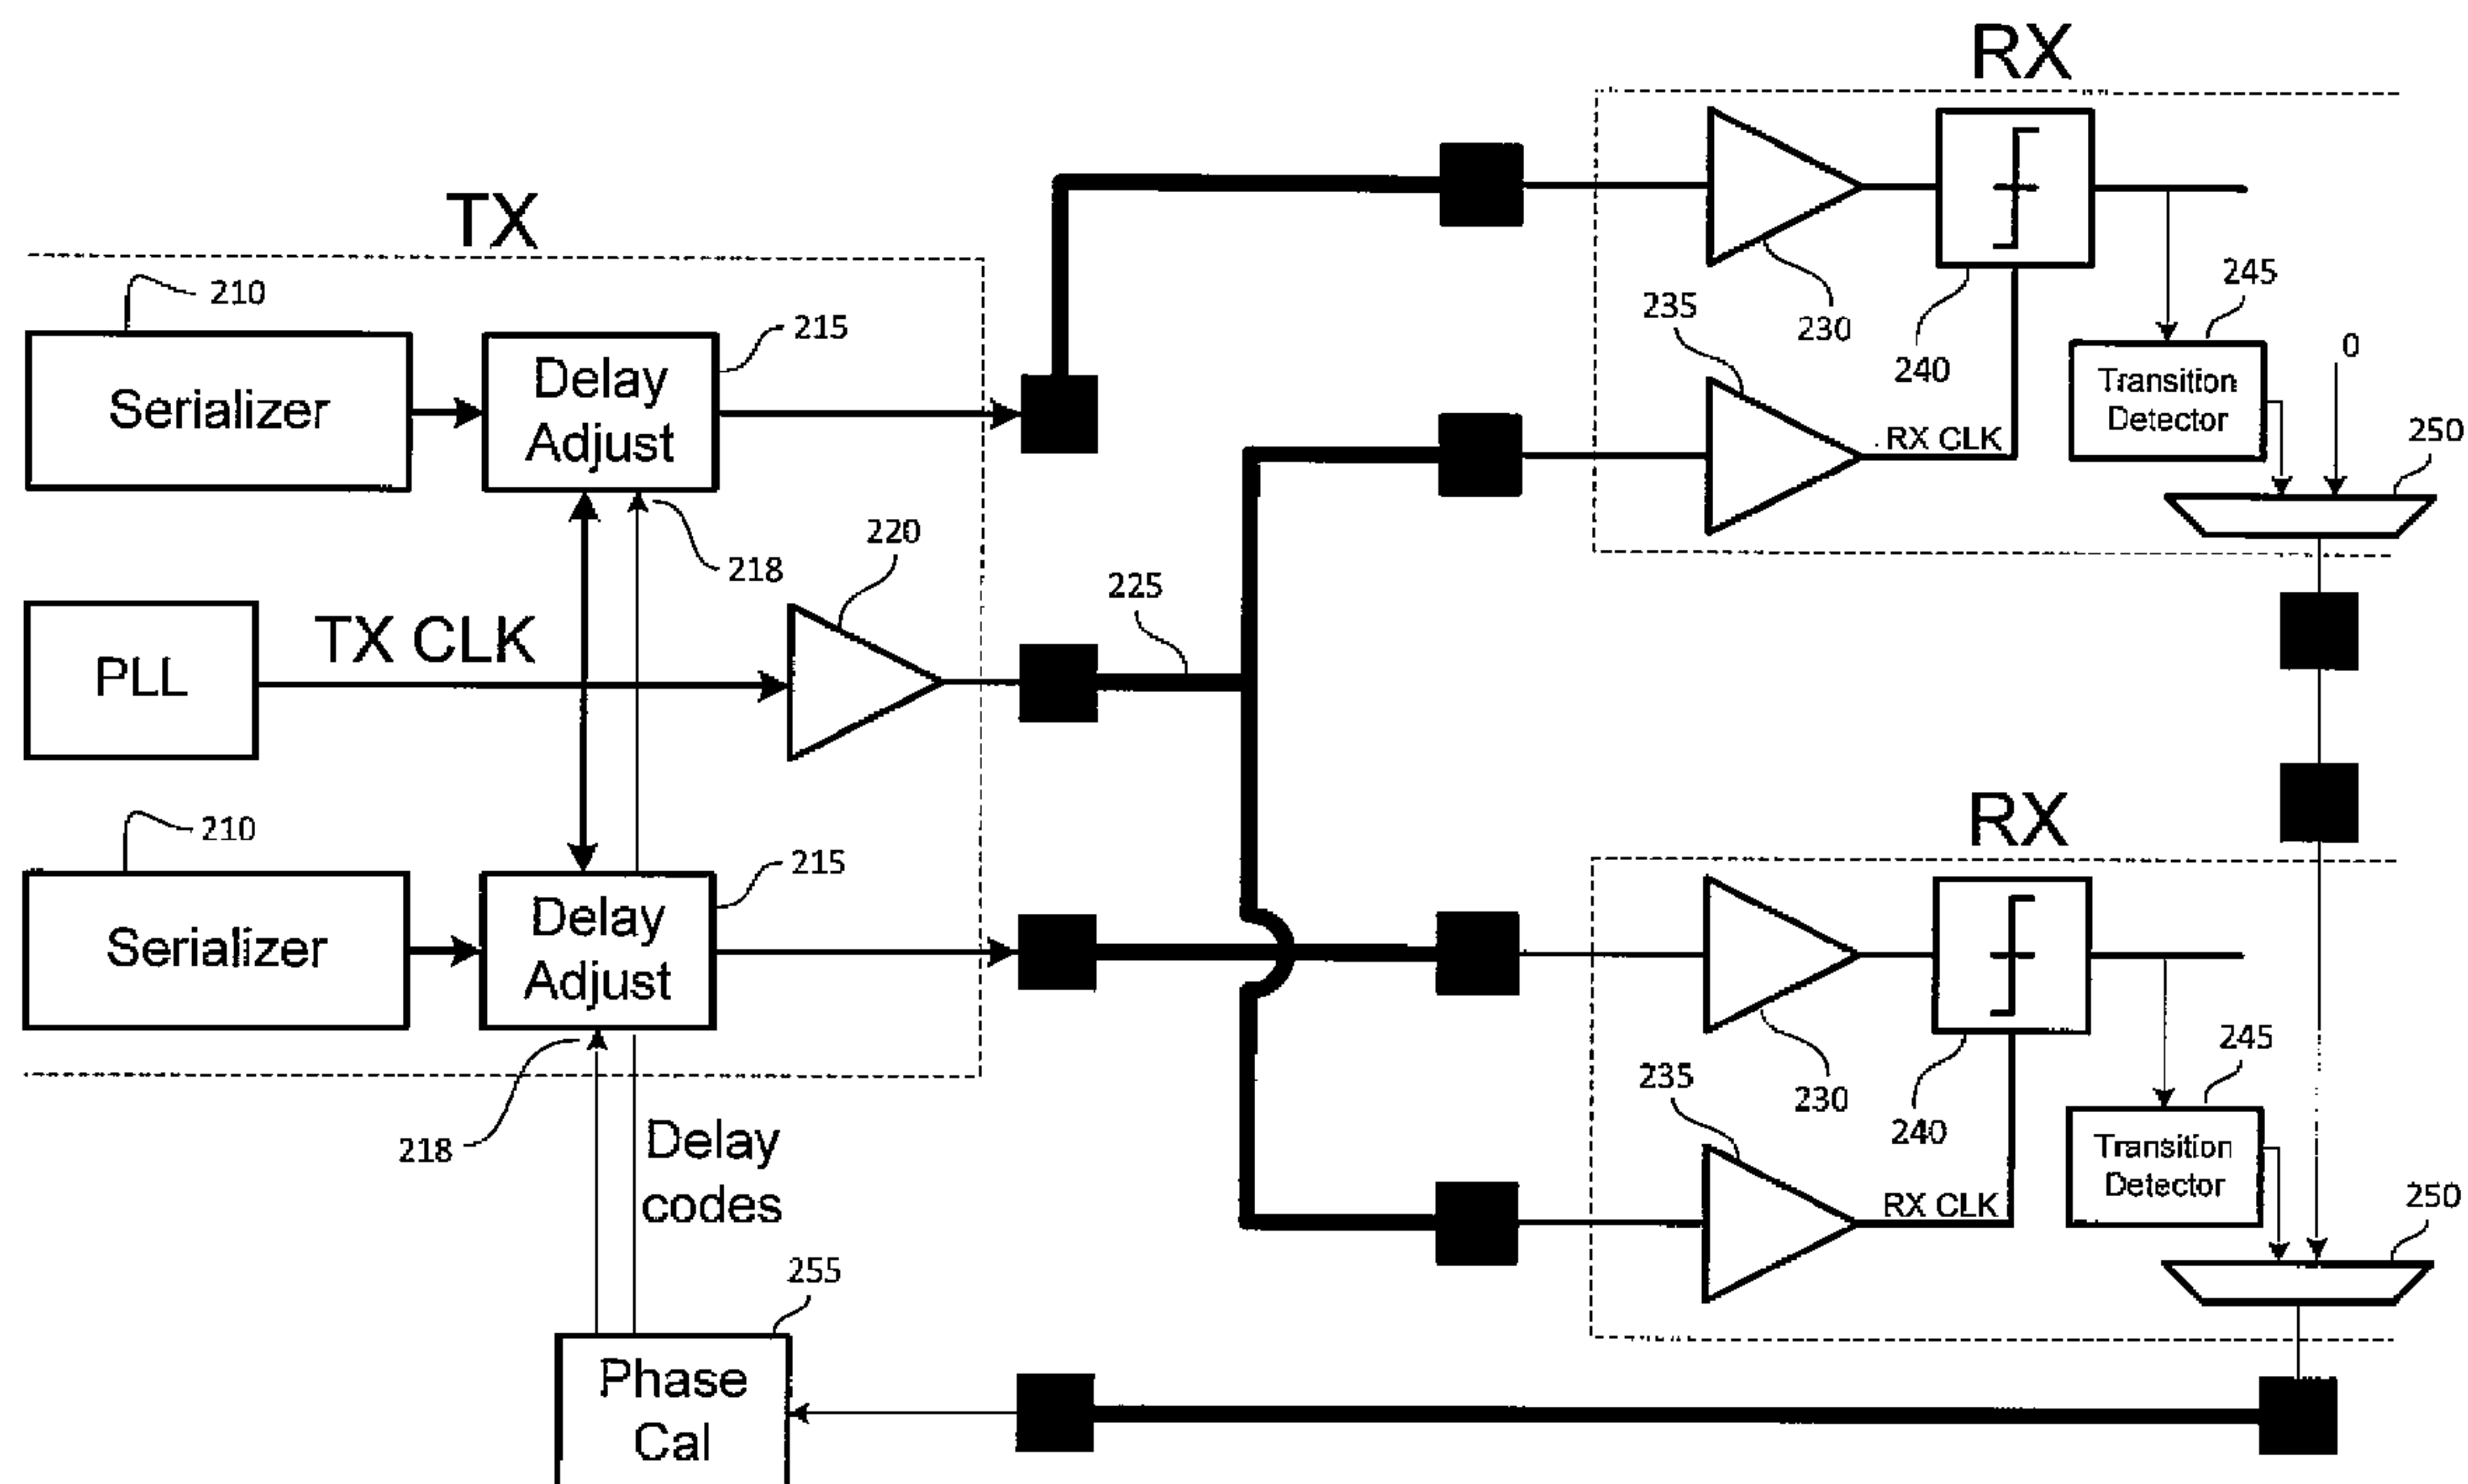 RX
TX
210
215
245
Serializer
Delay
Adjust
235
230
240
0
Transition
Detector
RX CLK
250
220
218
225
PLL
TX CLK
RX
210
215
Serializer
Delay
Adjust
235
230
240
245
218
Delay
codes
Transition
Detector
RX CLK
250
255
Phase
Cal